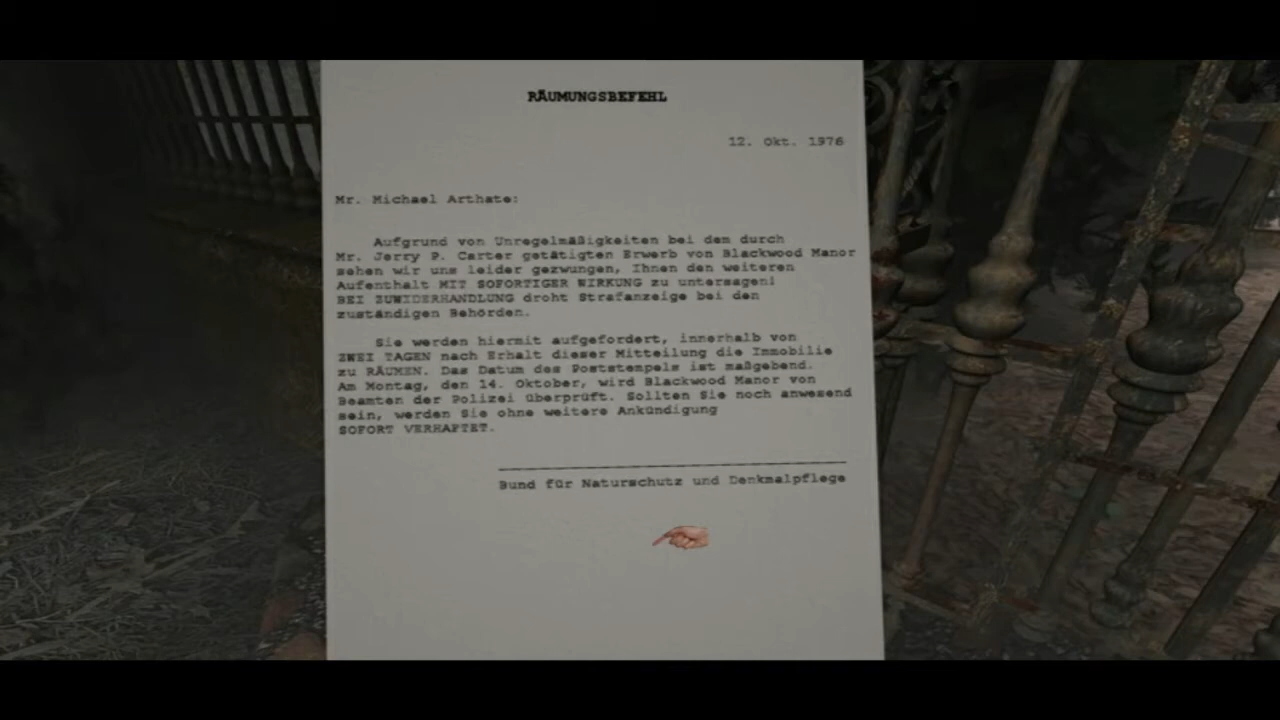 RÄUMUNGSBEFEHL
12. Okt. 1976
Mr. Michael Arthate:
Aufgrund von Unregelmäßigkeiten bei dem durch
Mr. Jerry P. Carter getätigten Erwerb von Blackwood Manor
sehen wir uns leider gezwungen, Ihnen den weiteren
Aufenthalt MIT SOFORTIGER WIRKUNG zu untersagen!
BEI ZUWIDERHANDLUNG droht Strafanzeige bei den
zuständigen Behörden.
Sie werden hiermit aufgefordert, innerhalb von
ZWEI TAGEN nach Erhalt dieser Mitteilung die Immobilie
zu RÄUMEN. Das Datum des Poststempels ist maßgebend.
Am Montag, den 14. Oktober, wird Blackwood Manor von
Beamten der Polizei überprüft. Sollten Sie noch anwesend
sein, werden Sie ohne weitere Ankündigung
SOFORT VERHAFTET.
Bund für Naturschutz und Denkmalpflege